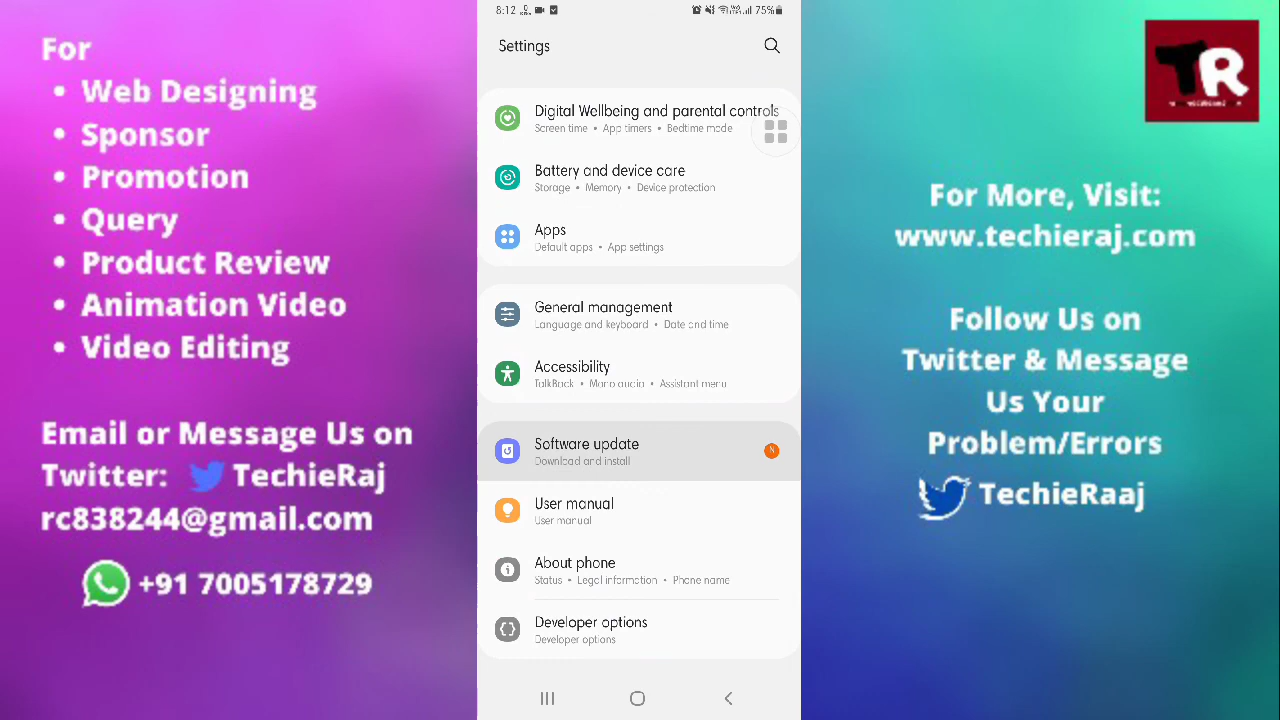 For
• Web Designing
• Sponsor
• Promotion
• Query
• Product Review
• Animation Video
• Video Editing
Email or Message Us on
Twitter: TechieRaj
rc838244@gmail.com
+91 7005178729
8:12
75%
Settings
Digital Wellbeing and parental controls
Screen time • App timers • Bedtime mode
Battery and device care
Storage • Memory • Device protection
Apps
Default apps • App settings
General management
Language and keyboard • Date and time
Accessibility
TalkBack • Mono audio • Assistant menu
Software update
Download and install
N
User manual
User manual
About phone
Status • Legal information • Phone name
Developer options
Developer options
TR
For More, Visit:
www.techieraj.com
Follow Us on
Twitter & Message
Us Your
Problem/Errors
TechieRaaj